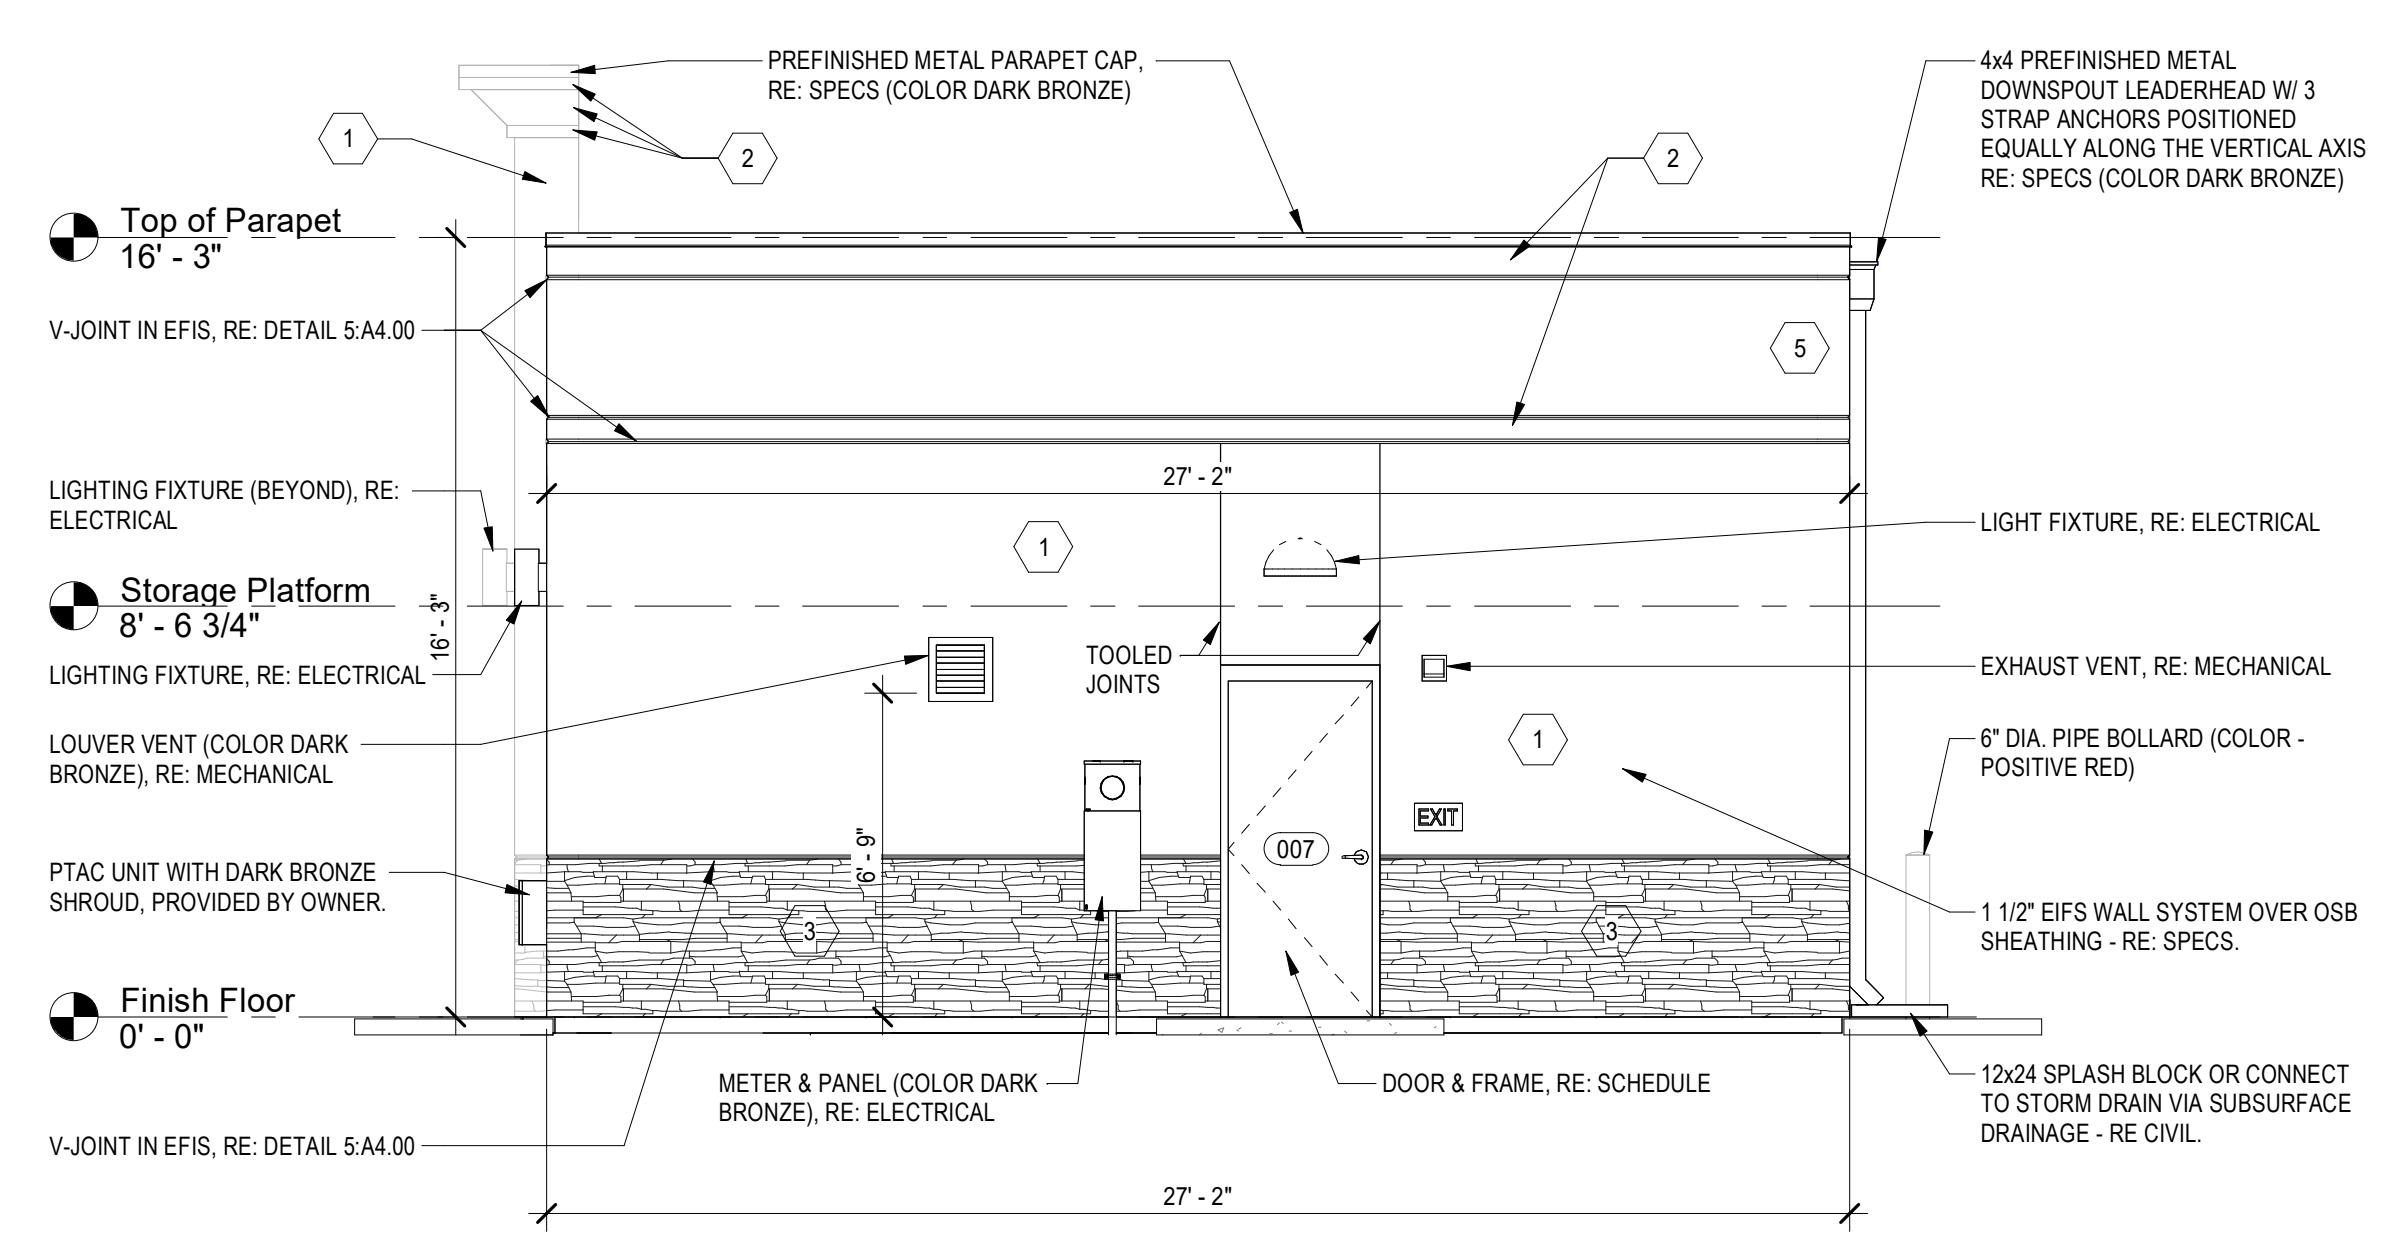 PREFINISHED METAL PARAPET CAP,
RE: SPECS (COLOR DARK BRONZE)
4x4 PREFINISHED METAL
DOWNSPOUT LEADERHEAD W/ 3
STRAP ANCHORS POSITIONED
EQUALLY ALONG THE VERTICAL AXIS
RE: SPECS (COLOR DARK BRONZE)
1
2
2
Top of Parapet
16' - 3"
V-JOINT IN EFIS, RE: DETAIL 5:A4.00
5
27' - 2"
LIGHTING FIXTURE (BEYOND), RE:
ELECTRICAL
1
LIGHT FIXTURE, RE: ELECTRICAL
Storage Platform
8' - 6 3/4"
16' - 3"
LIGHTING FIXTURE, RE: ELECTRICAL
TOOLED
JOINTS
EXHAUST VENT, RE: MECHANICAL
LOUVER VENT (COLOR DARK
BRONZE), RE: MECHANICAL
1
6" DIA. PIPE BOLLARD (COLOR -
POSITIVE RED)
EXIT
007
6' - 9"
PTAC UNIT WITH DARK BRONZE
SHROUD, PROVIDED BY OWNER.
3
3
1 1/2" EIFS WALL SYSTEM OVER OSB
SHEATHING - RE: SPECS.
Finish Floor
0' - 0"
METER & PANEL (COLOR DARK
BRONZE), RE: ELECTRICAL
DOOR & FRAME, RE: SCHEDULE
12x24 SPLASH BLOCK OR CONNECT
TO STORM DRAIN VIA SUBSURFACE
DRAINAGE - RE CIVIL.
V-JOINT IN EFIS, RE: DETAIL 5:A4.00
27' - 2"